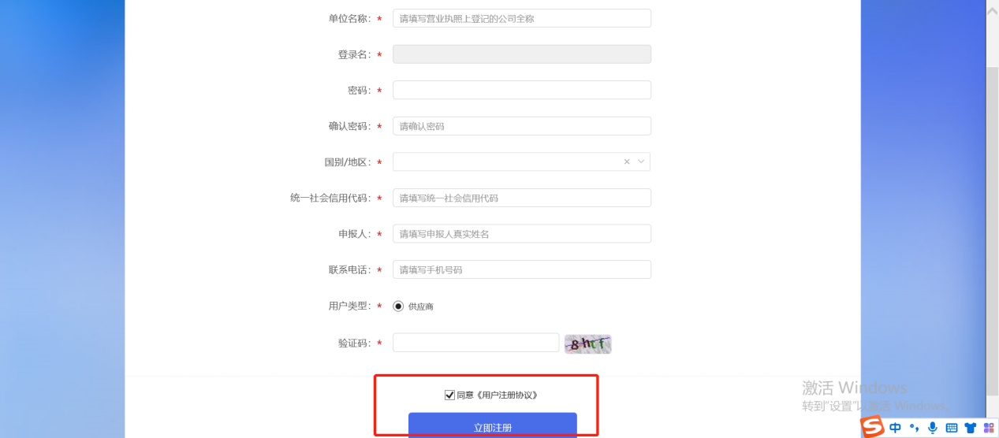 单位名称：* 请填写营业执照上登记的公司全称
登录名：*
密码：*
确认密码：* 请确认密码
国别/地区：*
统一社会信用代码：* 请填写统一社会信用代码
申报人：* 请填写申报人真实姓名
联系电话：* 请填写手机号码
用户类型：* 供应商
验证码：* 8htf
同意《用户注册协议》
立即注册
激活 Windows
转到"设置"以激活 Windows。
S 中